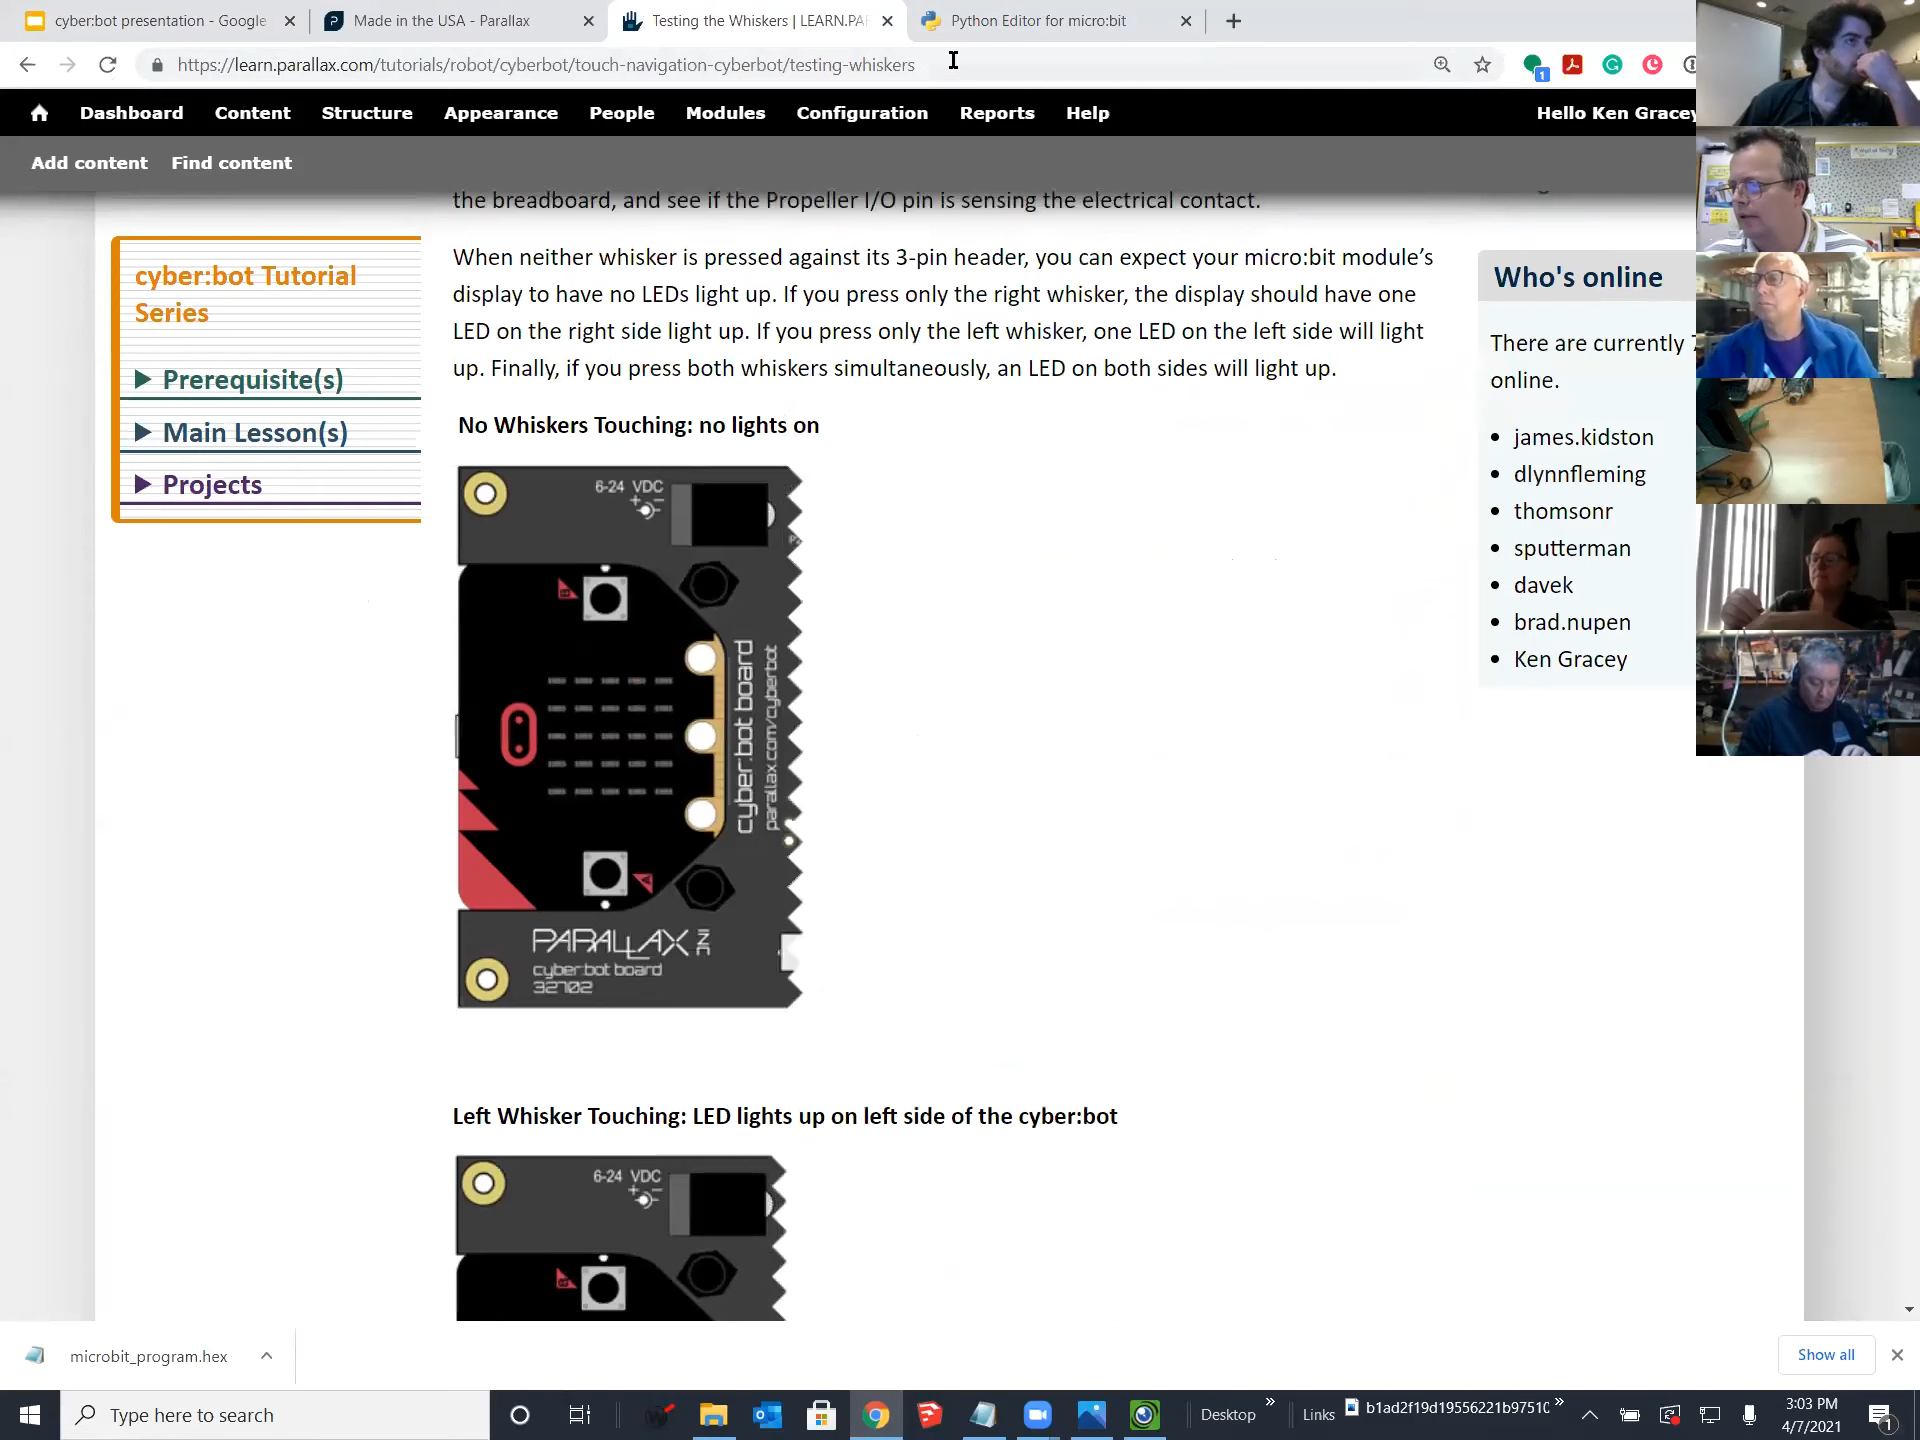 cyber:bot presentation - Google
Made in the USA - Parallax
Testing the Whiskers | LEARN.PA
Python Editor for micro:bit
https://learn.parallax.com/tutorials/robot/cyberbot/touch-navigation-cyberbot/testing-whiskers
1
Dashboard
Content
Structure
Appearance
People
Modules
Configuration
Reports
Help
Hello Ken Gracey
Add content
Find content
the breadboard, and see if the Propeller I/O pin is sensing the electrical contact.
cyber:bot Tutorial
Series
Prerequisite(s)
Main Lesson(s)
Projects
When neither whisker is pressed against its 3-pin header, you can expect your micro:bit module's
display to have no LEDs light up. If you press only the right whisker, the display should have one
LED on the right side light up. If you press only the left whisker, one LED on the left side will light
up. Finally, if you press both whiskers simultaneously, an LED on both sides will light up.
No Whiskers Touching: no lights on
6-24 VDC
cyber:bot board
parallax.com/cyberbot
PARALLAX INC
cyber:bot board
32702
Left Whisker Touching: LED lights up on left side of the cyber:bot
6-24 VDC
Who's online
There are currently 7
online.
james.kidston
dlynnfleming
thomsonr
sputterman
davek
brad.nupen
Ken Gracey
microbit_program.hex
Show all
Type here to search
Desktop
Links
b1ad2f19d19556221b9751(
3:03 PM
4/7/2021
1